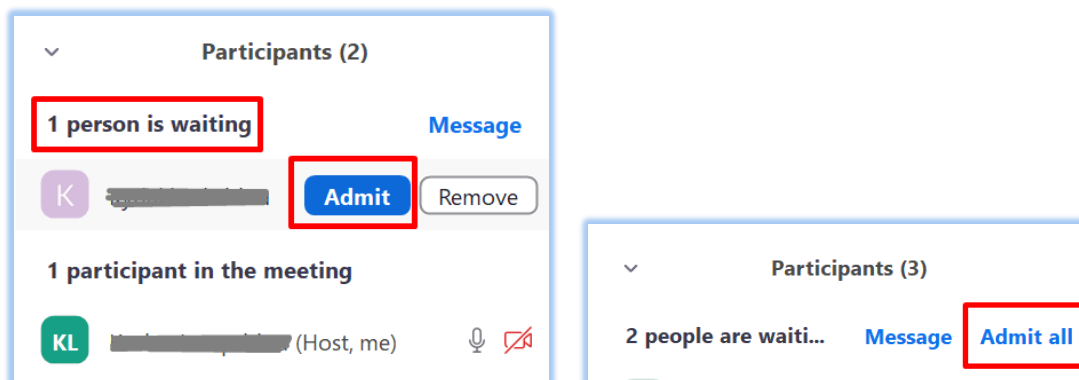 Participants (2)
1 person is waiting
Message
K
Admit
Remove
1 participant in the meeting
KL
(Host, me)
Participants (3)
2 people are waiti...
Message
Admit all